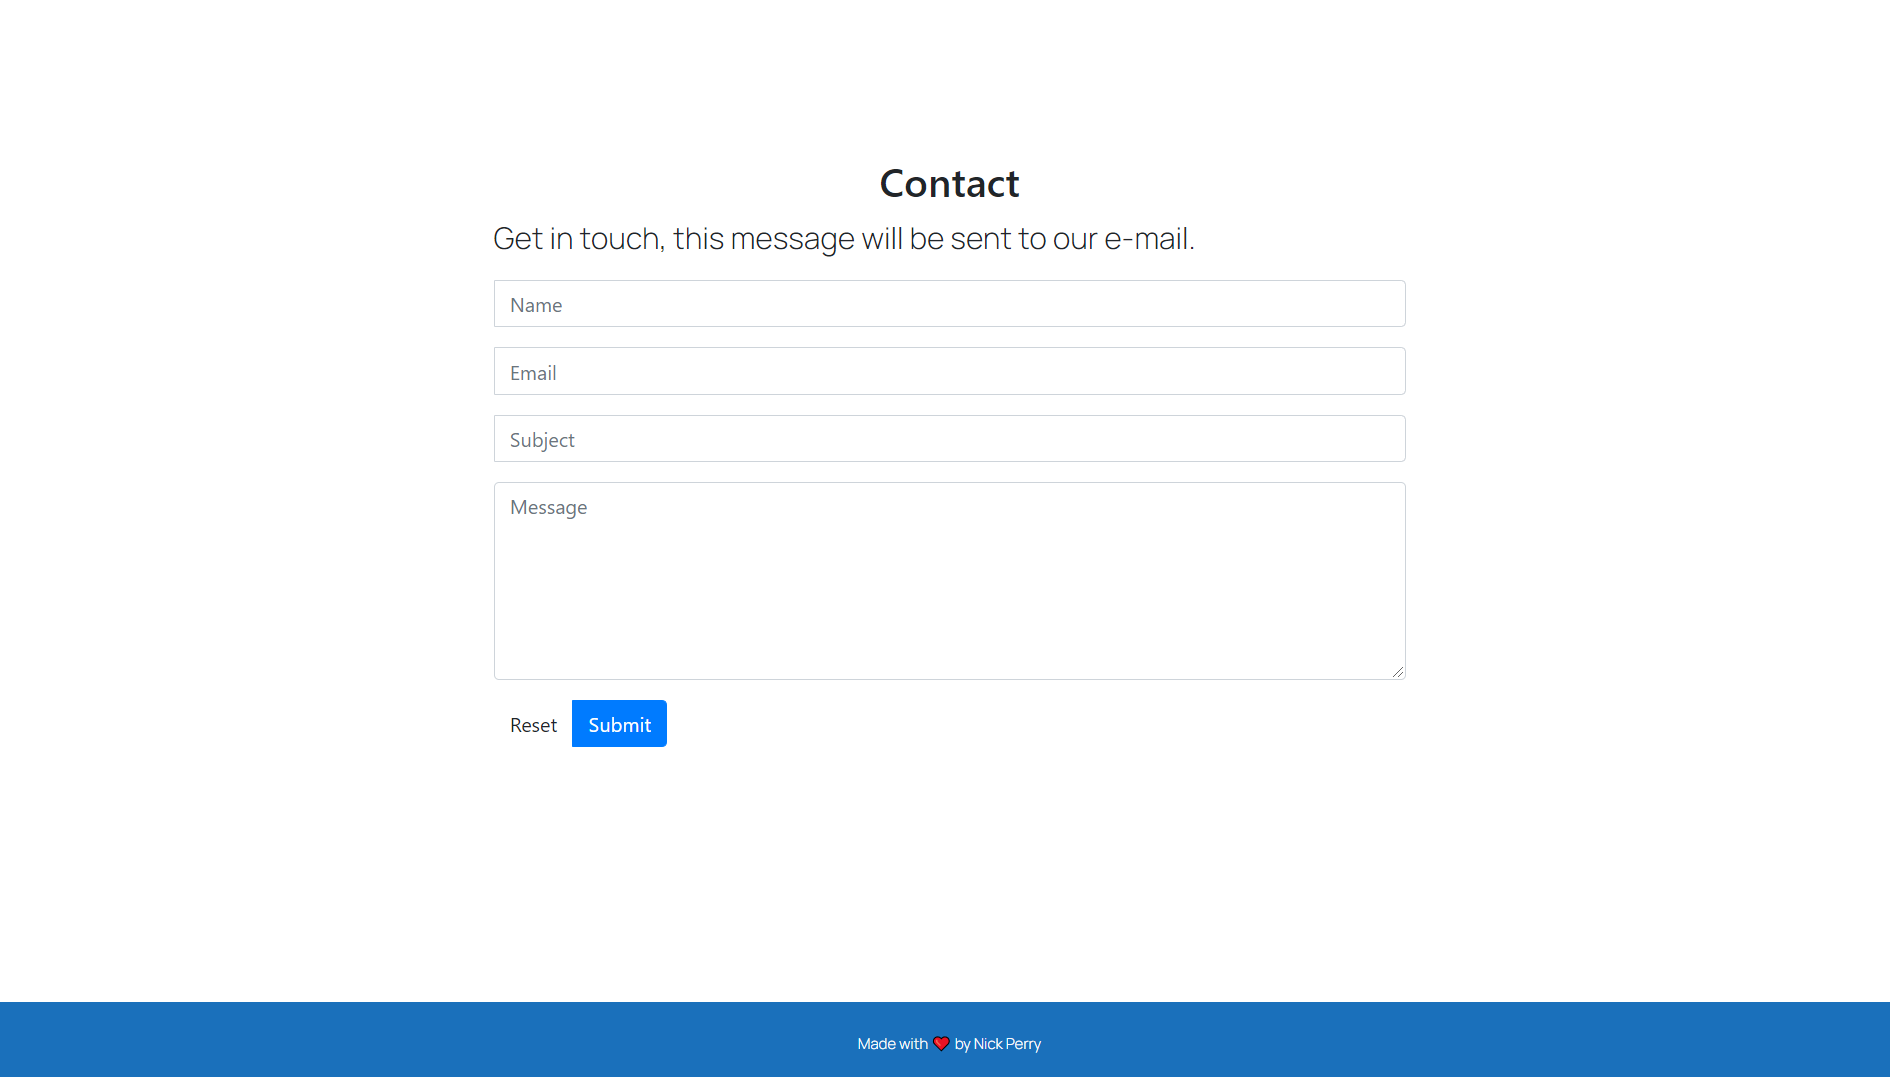 Contact
Get in touch, this message will be sent to our e-mail.
Name
Email
Subject
Message
Reset Submit
Made with ❤️ by Nick Perry